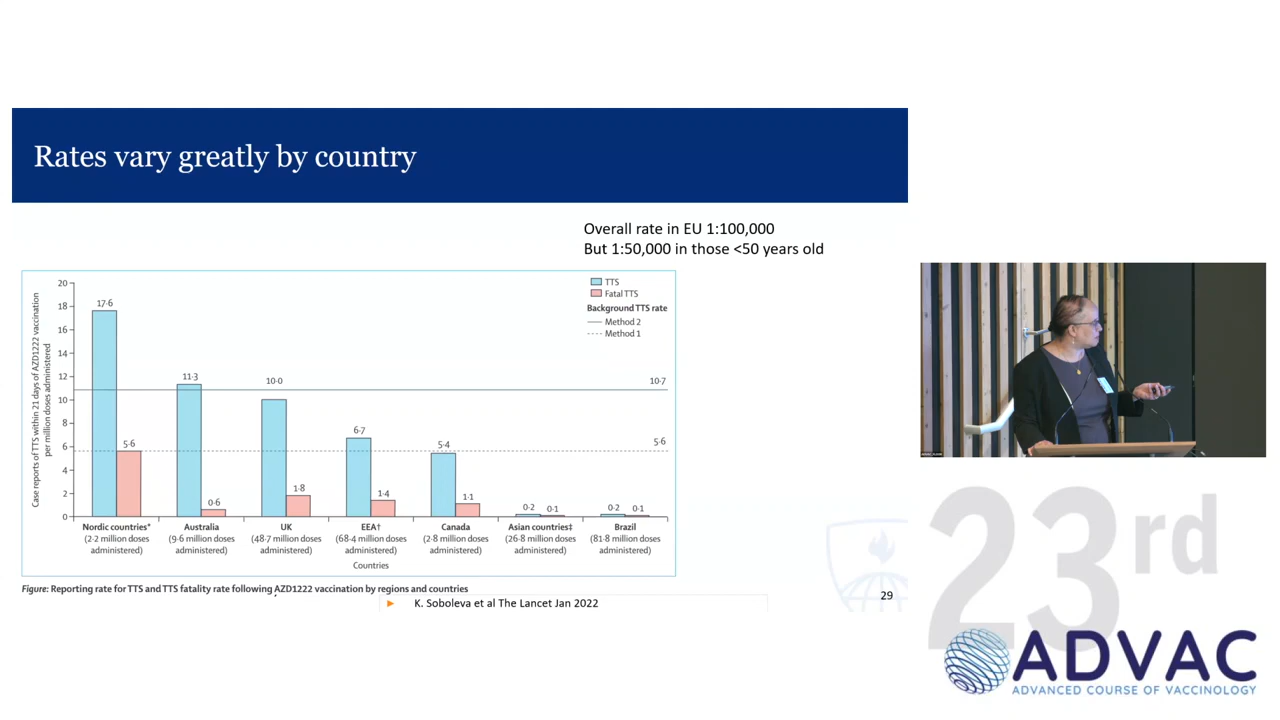 Rates vary greatly by country
Overall rate in EU 1:100,000
But 1:50,000 in those <50 years old
Case reports of TTS within 21 days of AZD1222 vaccination
per million doses administered
20
18
16
14
12
10
8
6
4
2
0
17·6
5·6
11·3
0·6
10·0
1·8
6·7
1·4
5·4
1·1
0·2
0·1
0·2
0·1
10·7
5·6
TTS
Fatal TTS
Background TTS rate
Method 2
Method 1
Nordic countries*
(2·2 million doses
administered)
Australia
(9·6 million doses
administered)
UK
(48·7 million doses
administered)
EEA†
(68·4 million doses
administered)
Canada
(2·8 million doses
administered)
Asian countries‡
(26·8 million doses
administered)
Brazil
(81·8 million doses
administered)
Countries
Figure: Reporting rate for TTS and TTS fatality rate following AZD1222 vaccination by regions and countries
K. Soboleva et al The Lancet Jan 2022
29
23rd
ADVAC
ADVANCED COURSE OF VACCINOLOGY